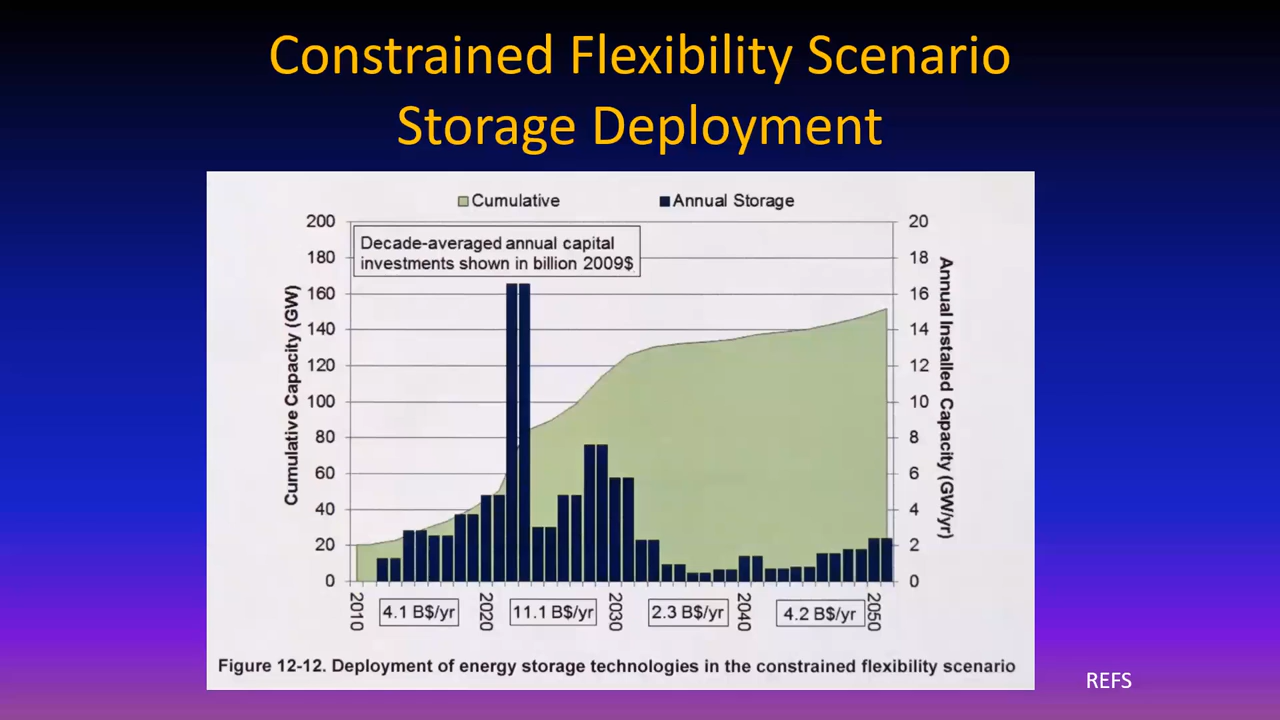 Constrained Flexibility Scenario
Storage Deployment
Cumulative
Annual Storage
Decade-averaged annual capital
investments shown in billion 2009$
Cumulative Capacity (GW)
200
180
160
140
120
100
80
60
40
20
0
20
18
16
14
12
10
8
6
4
2
0
Annual Installed Capacity (GW/yr)
2010
2020
2030
2040
2050
4.1 B$/yr
11.1 B$/yr
2.3 B$/yr
4.2 B$/yr
Figure 12-12. Deployment of energy storage technologies in the constrained flexibility scenario
REFS